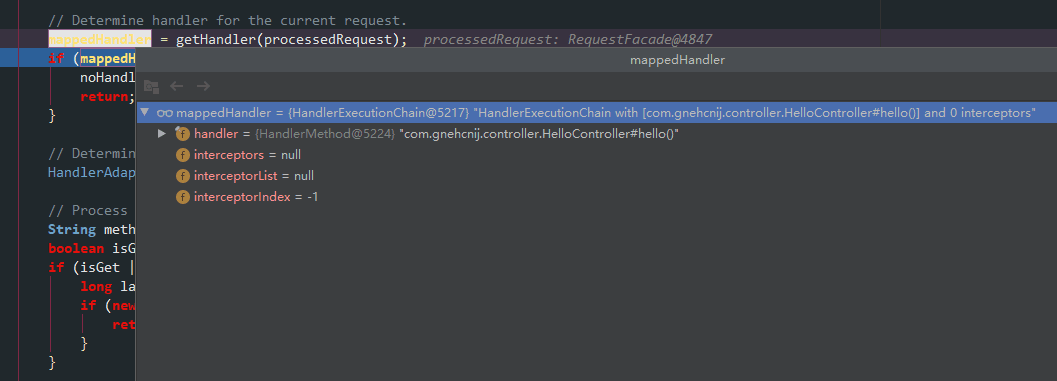 // Determine handler for the current request.
mappedHandler = getHandler(processedRequest); processedRequest: RequestFacade@4847
if (mappedH
mappedHandler
noHandl
return;
mappedHandler = {HandlerExecutionChain@5217} "HandlerExecutionChain with [com.gnehcnij.controller.HelloController#hello()] and 0 interceptors"
}
handler = {HandlerMethod@5224} "com.gnehcnij.controller.HelloController#hello()"
// Determin
interceptors = null
HandlerAdap
interceptorList = null
interceptorIndex = -1
// Process
String meth
boolean isG
if (isGet |
long la
if (new
ret
}
}